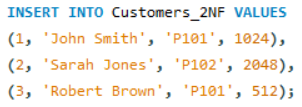 INSERT INTO Customers_2NF VALUES
(1, 'John Smith', 'P101', 1024),
(2, 'Sarah Jones', 'P102', 2048),
(3, 'Robert Brown', 'P101', 512);